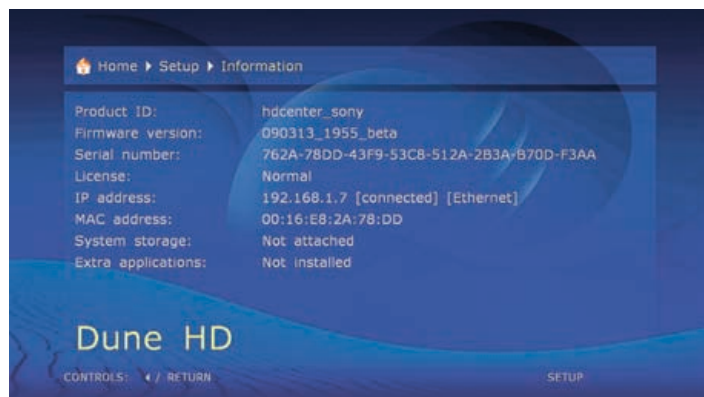 Home ▸ Setup ▸ Information
Product ID: hdcenter_sony
Firmware version: 090313_1955_beta
Serial number: 762A-78DD-43F9-53C8-512A-2B3A-B70D-F3AA
License: Normal
IP address: 192.168.1.7 [connected] [Ethernet]
MAC address: 00:16:E8:2A:78:DD
System storage: Not attached
Extra applications: Not installed
Dune HD
CONTROLS: ◂ / RETURN SETUP